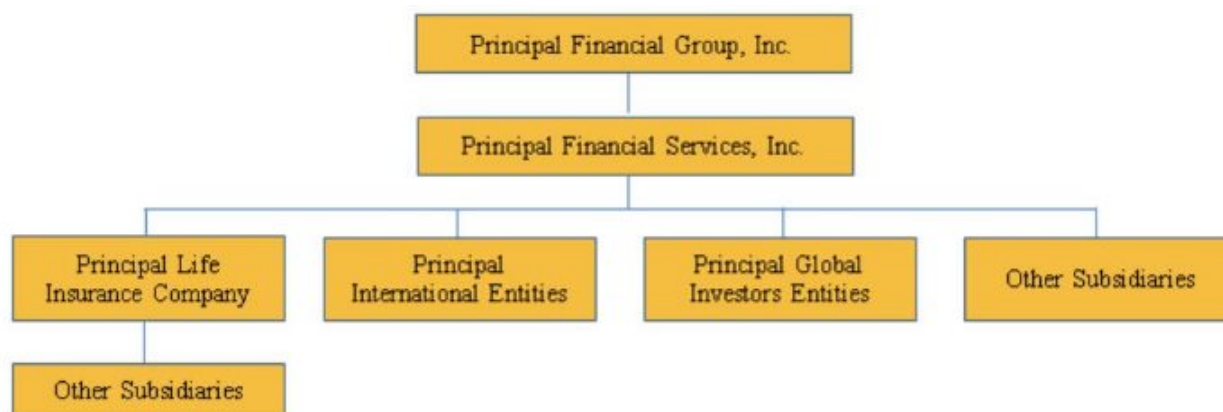 Principal Financial Group, Inc.
Principal Financial Services, Inc.
Principal Life
Insurance Company
Principal
International Entities
Principal Global
Investors Entities
Other Subsidiaries
Other Subsidiaries